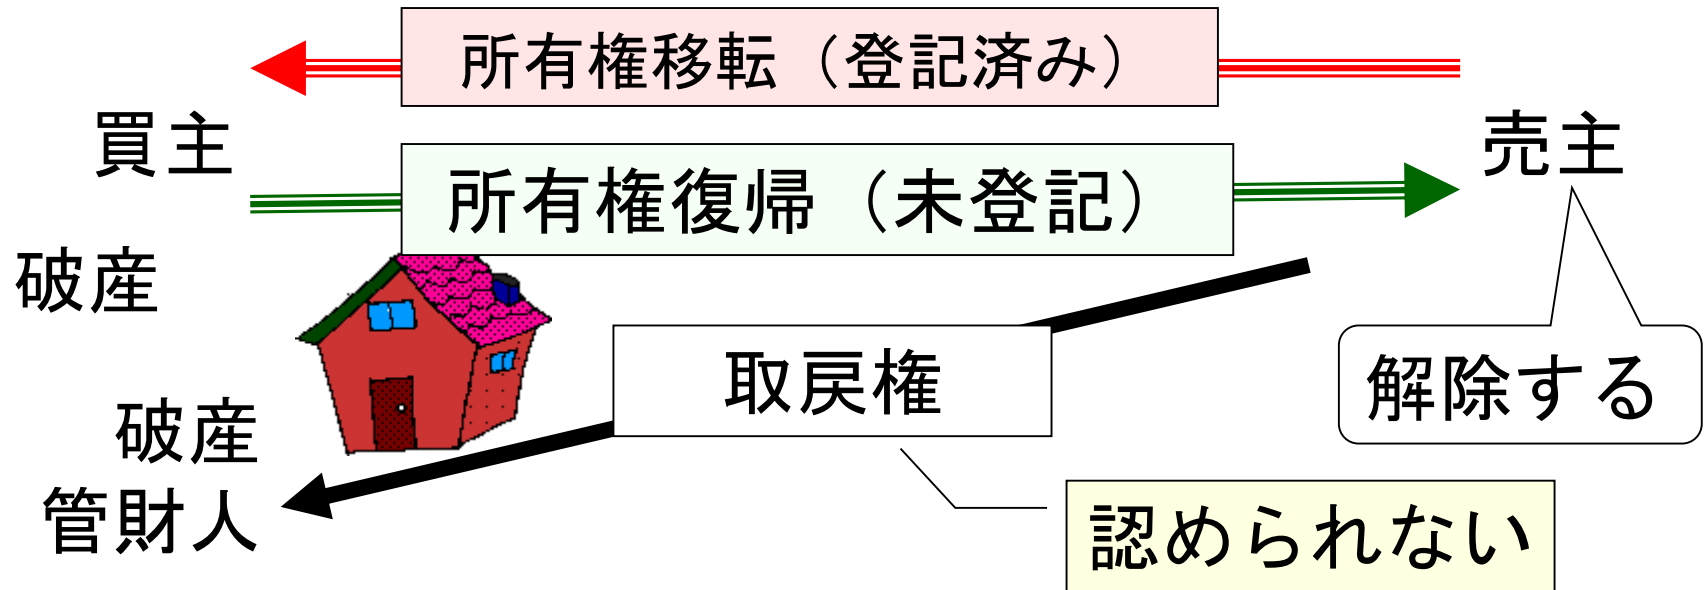 所有権移転（登記済み）
買主
売主
所有権復帰（未登記）
破産
取戻権
解除する
破産
管財人
認められない